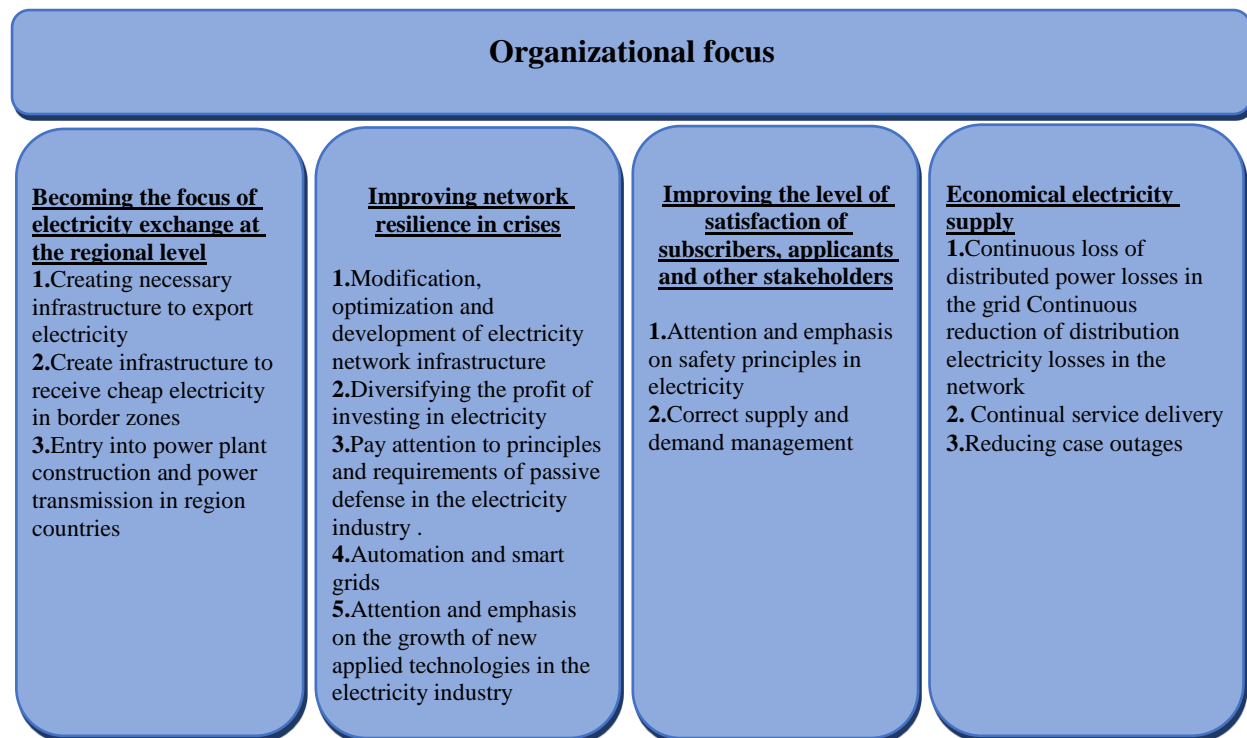 Organizational focus
Becoming the focus of
electricity exchange at
the regional level
1.Creating necessary
infrastructure to export
electricity
2.Create infrastructure to
receive cheap electricity
in border zones
3.Entry into power plant
construction and power
transmission in region
countries
Improving network
resilience in crises
1.Modification,
optimization and
development of electricity
network infrastructure
2.Diversifying the profit of
investing in electricity
3.Pay attention to principles
and requirements of passive
defense in the electricity
industry .
4.Automation and smart
grids
5.Attention and emphasis
on the growth of new
applied technologies in the
electricity industry
Improving the level of
satisfaction of
subscribers, applicants
and other stakeholders
1.Attention and emphasis
on safety principles in
electricity
2.Correct supply and
demand management
Economical electricity
supply
1.Continuous loss of
distributed power losses in
the grid Continuous
reduction of distribution
electricity losses in the
network
2. Continual service delivery
3.Reducing case outages